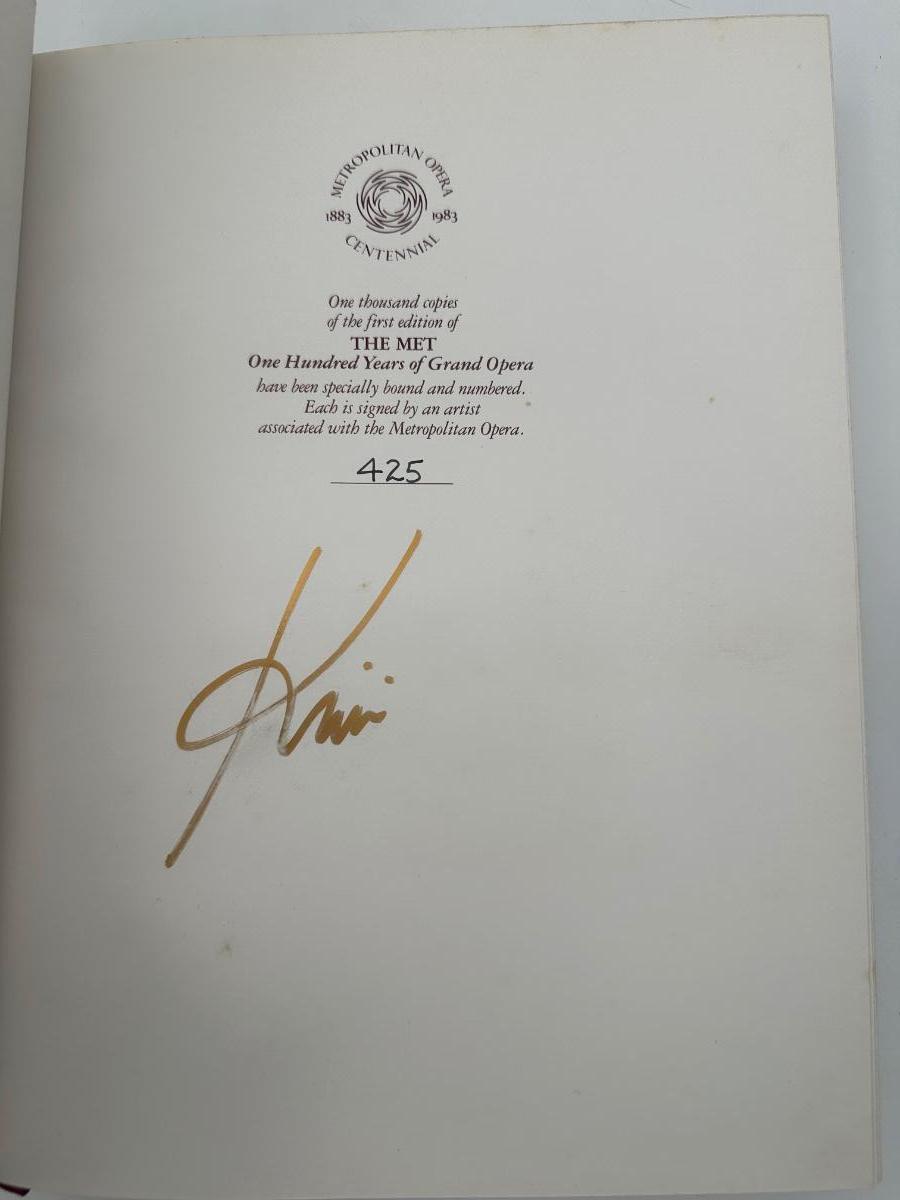 METROPOLITAN OPERA
1883 1983
CENTENNIAL
One thousand copies
of the first edition of
THE MET
One Hundred Years of Grand Opera
have been specially bound and numbered.
Each is signed by an artist
associated with the Metropolitan Opera.
425